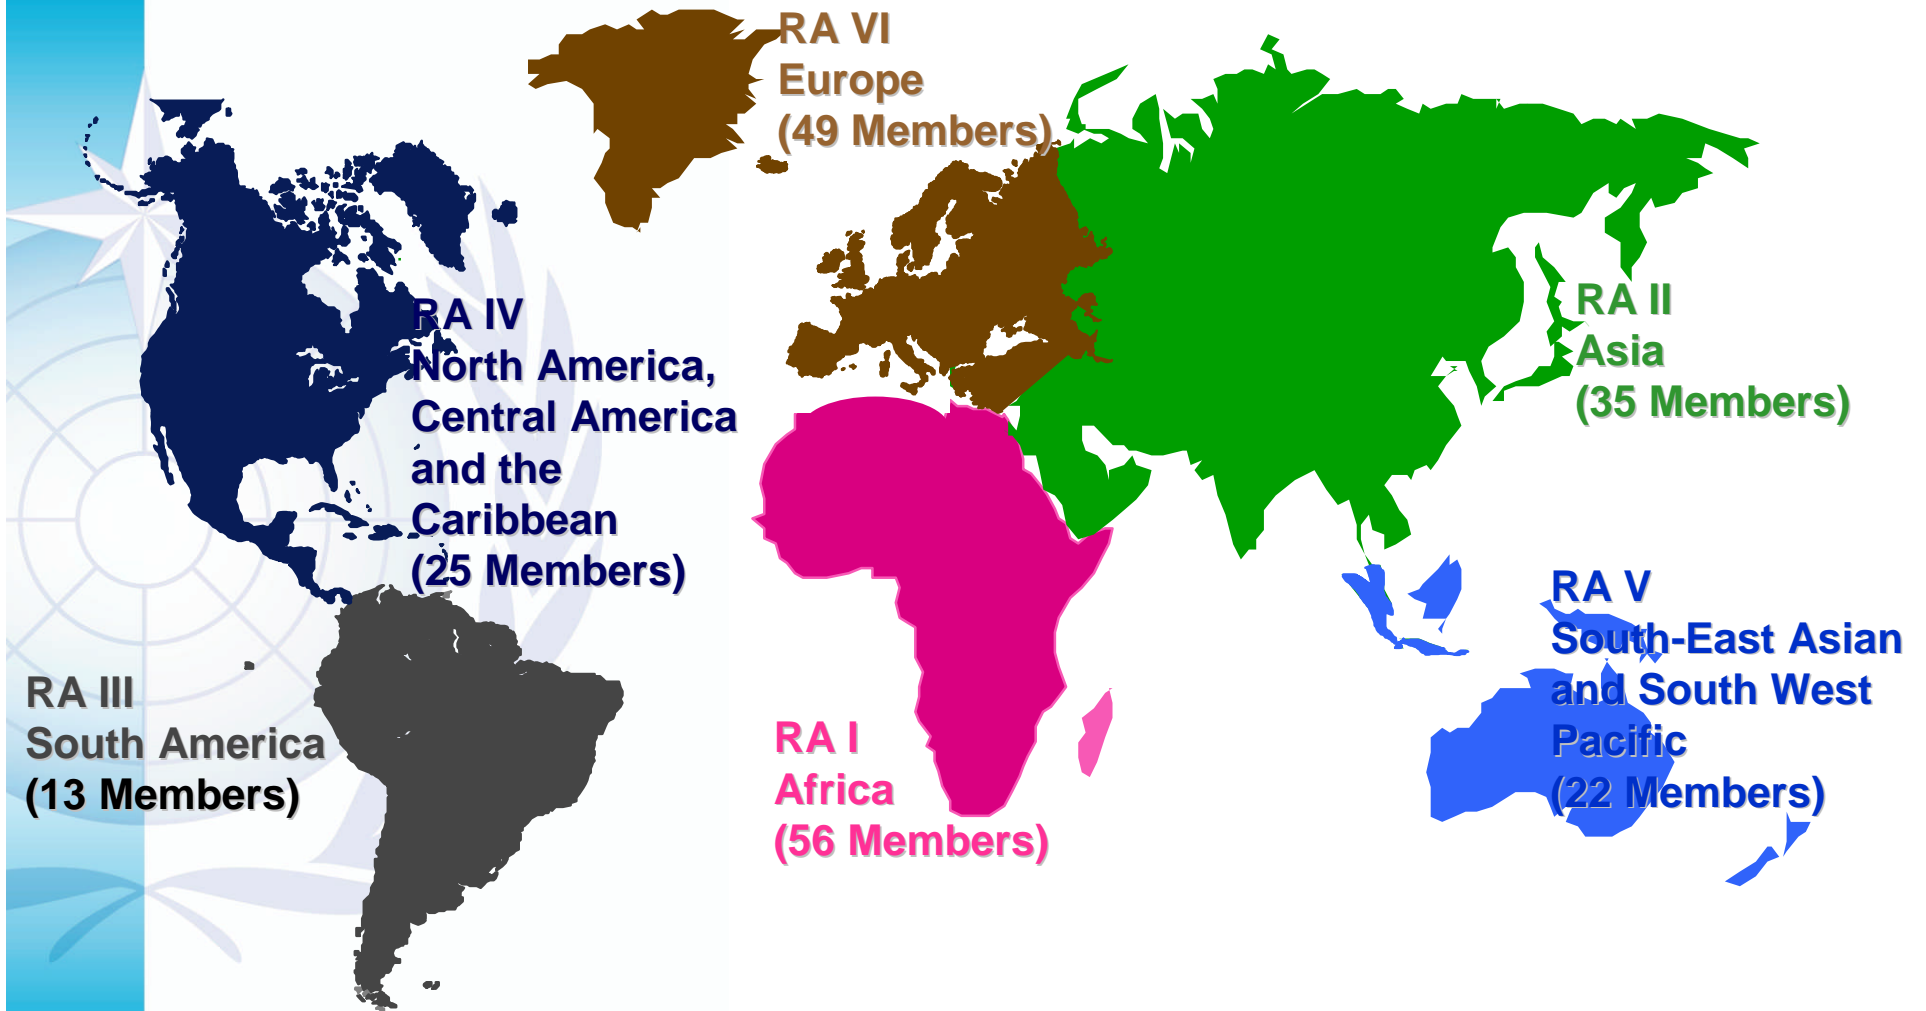 RA VI
Europe
(49 Members)
RA IV
North America,
Central America
and the
Caribbean
(25 Members)
RA II
Asia
(35 Members)
RA III
South America
(13 Members)
RA I
Africa
(56 Members)
RA V
South-East Asian
and South West
Pacific
(22 Members)